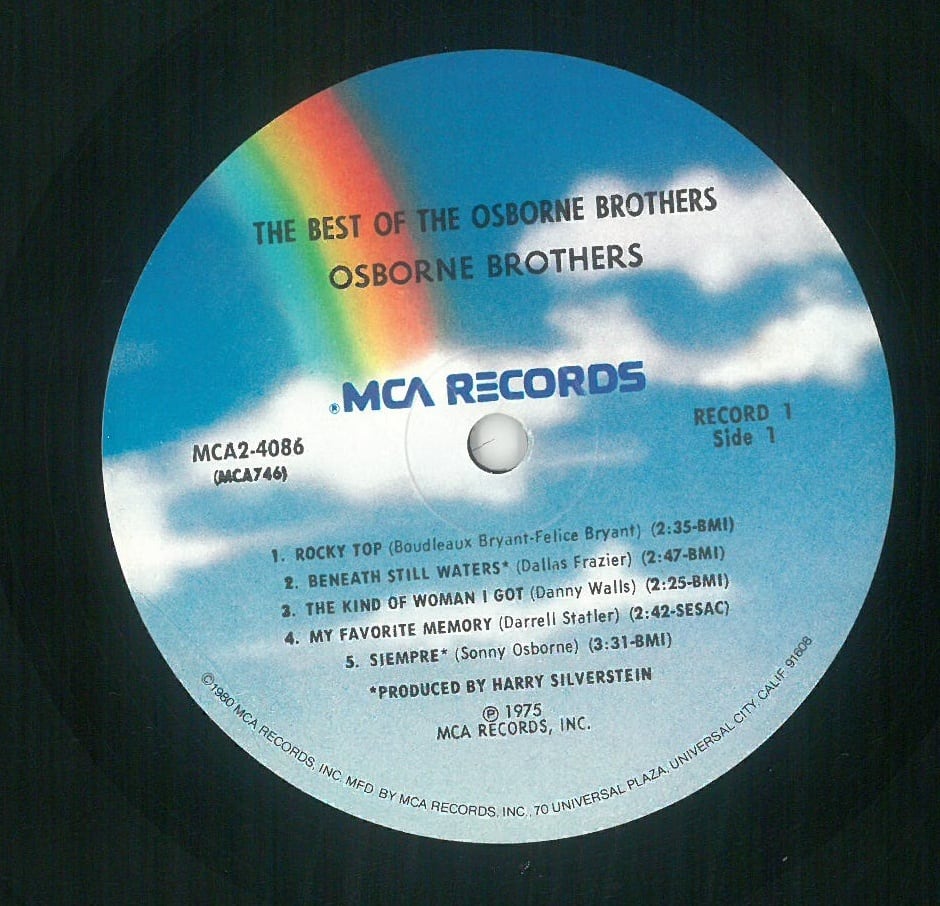 THE BEST OF THE OSBORNE BROTHERS
OSBORNE BROTHERS
®MCA RECORDS
MCA2-4086
(MCA746)
RECORD 1
Side 1
1. ROCKY TOP (Boudleaux Bryant-Felice Bryant) (2:35-BMI)
2. BENEATH STILL WATERS* (Dallas Frazier) (2:47-BMI)
3. THE KIND OF WOMAN I GOT (Danny Walls) (2:25-BMI)
4. MY FAVORITE MEMORY (Darrell Statler) (2:42-SESAC)
5. SIEMPRE* (Sonny Osborne) (3:31-BMI)
*PRODUCED BY HARRY SILVERSTEIN
℗ 1975
MCA RECORDS, INC.
©1980 MCA RECORDS, INC. MFD. BY MCA RECORDS, INC., 70 UNIVERSAL PLAZA, UNIVERSAL CITY, CALIF. 91608